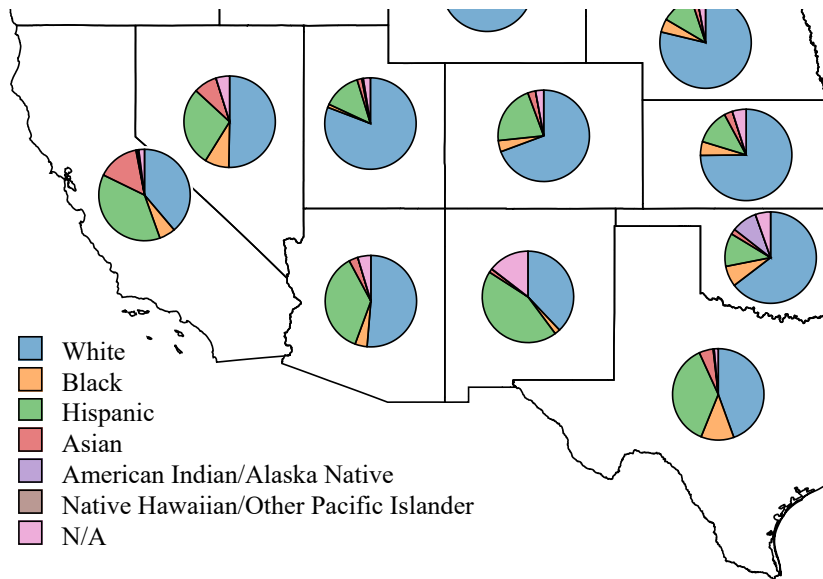 White
Black
Hispanic
Asian
American Indian/Alaska Native
Native Hawaiian/Other Pacific Islander
N/A